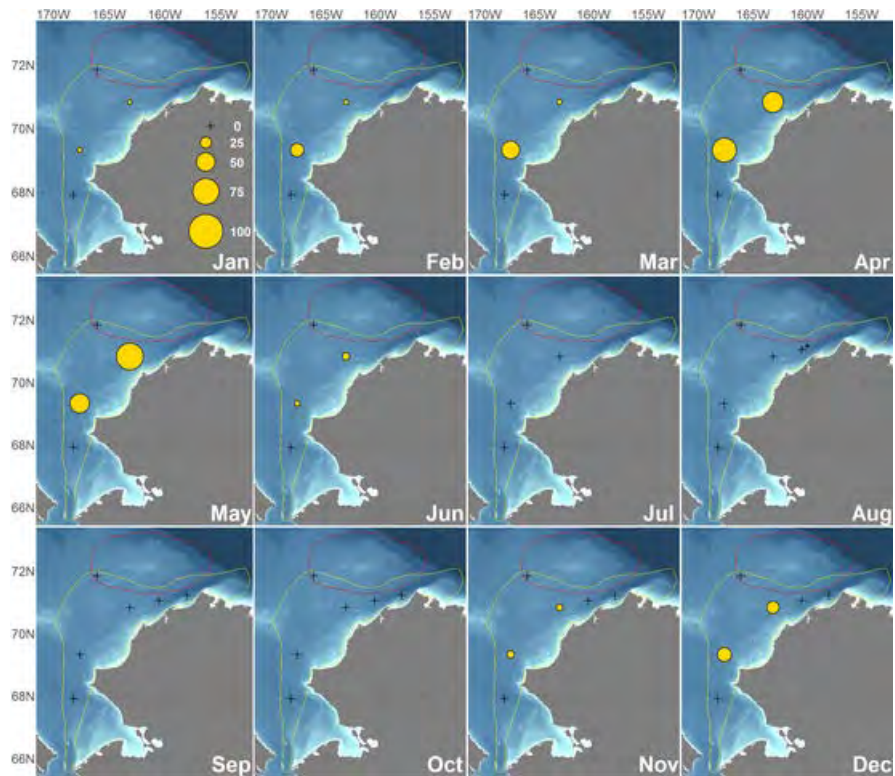 170W 165W 160W 155W 170W 165W 160W 155W 170W 165W 160W 155W 170W 165W 160W 155W
72N
70N
68N
66N
0
25
50
75
100
Jan
Feb
Mar
Apr
72N
70N
68N
66N
May
Jun
Jul
Aug
72N
70N
68N
66N
Sep
Oct
Nov
Dec